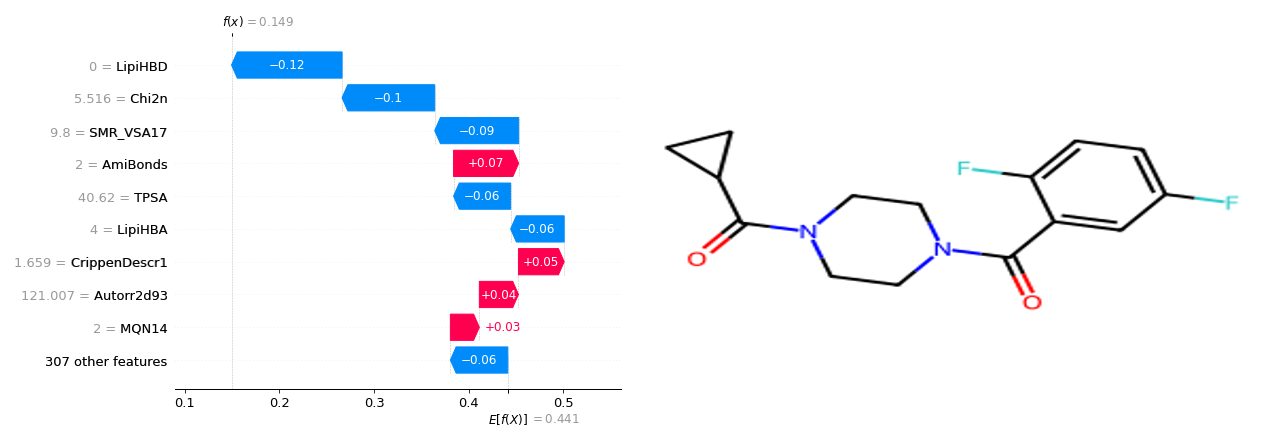 f(x) = 0.149
0 = LipiHBD
−0.12
5.516 = Chi2n
−0.1
9.8 = SMR_VSA17
−0.09
2 = AmiBonds
+0.07
40.62 = TPSA
−0.06
4 = LipiHBA
−0.06
1.659 = CrippenDescr1
+0.05
121.007 = Autorr2d93
+0.04
2 = MQN14
+0.03
307 other features
−0.06
0.1 0.2 0.3 0.4 0.5
E[f(X)] = 0.441
F
F
N
O
N
O